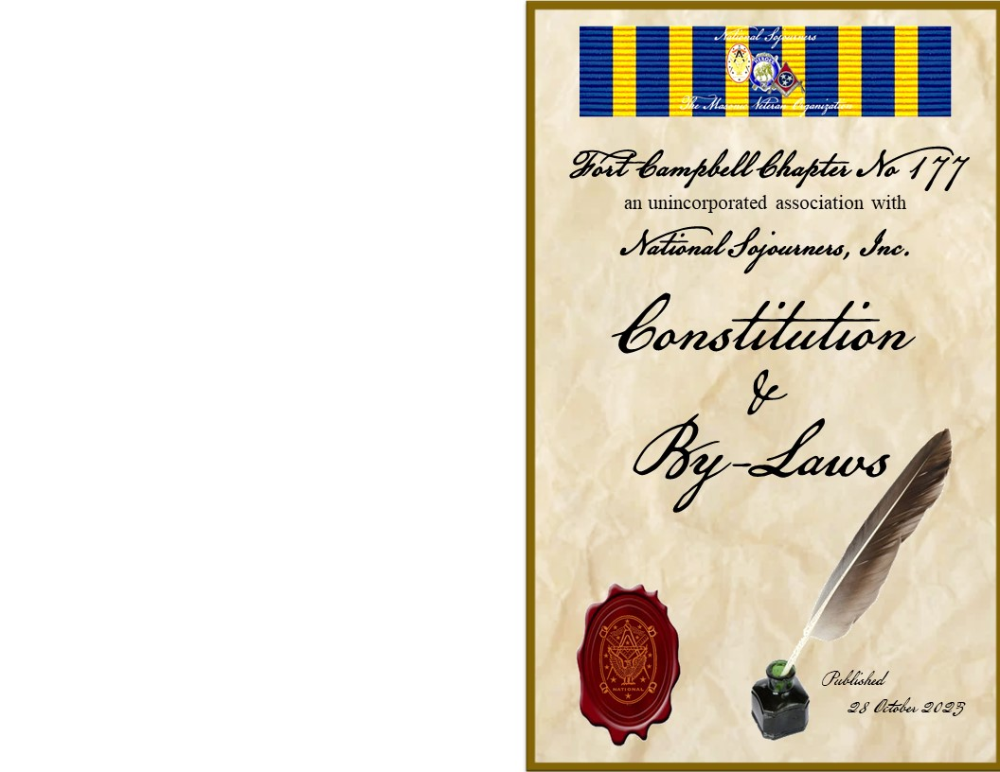 National Sojourners
The Masonic Veteran Organization
Fort Campbell Chapter No 177
an unincorporated association with
National Sojourners, Inc.
Constitution
&
By-Laws
NATIONAL
Published
28 October 2023